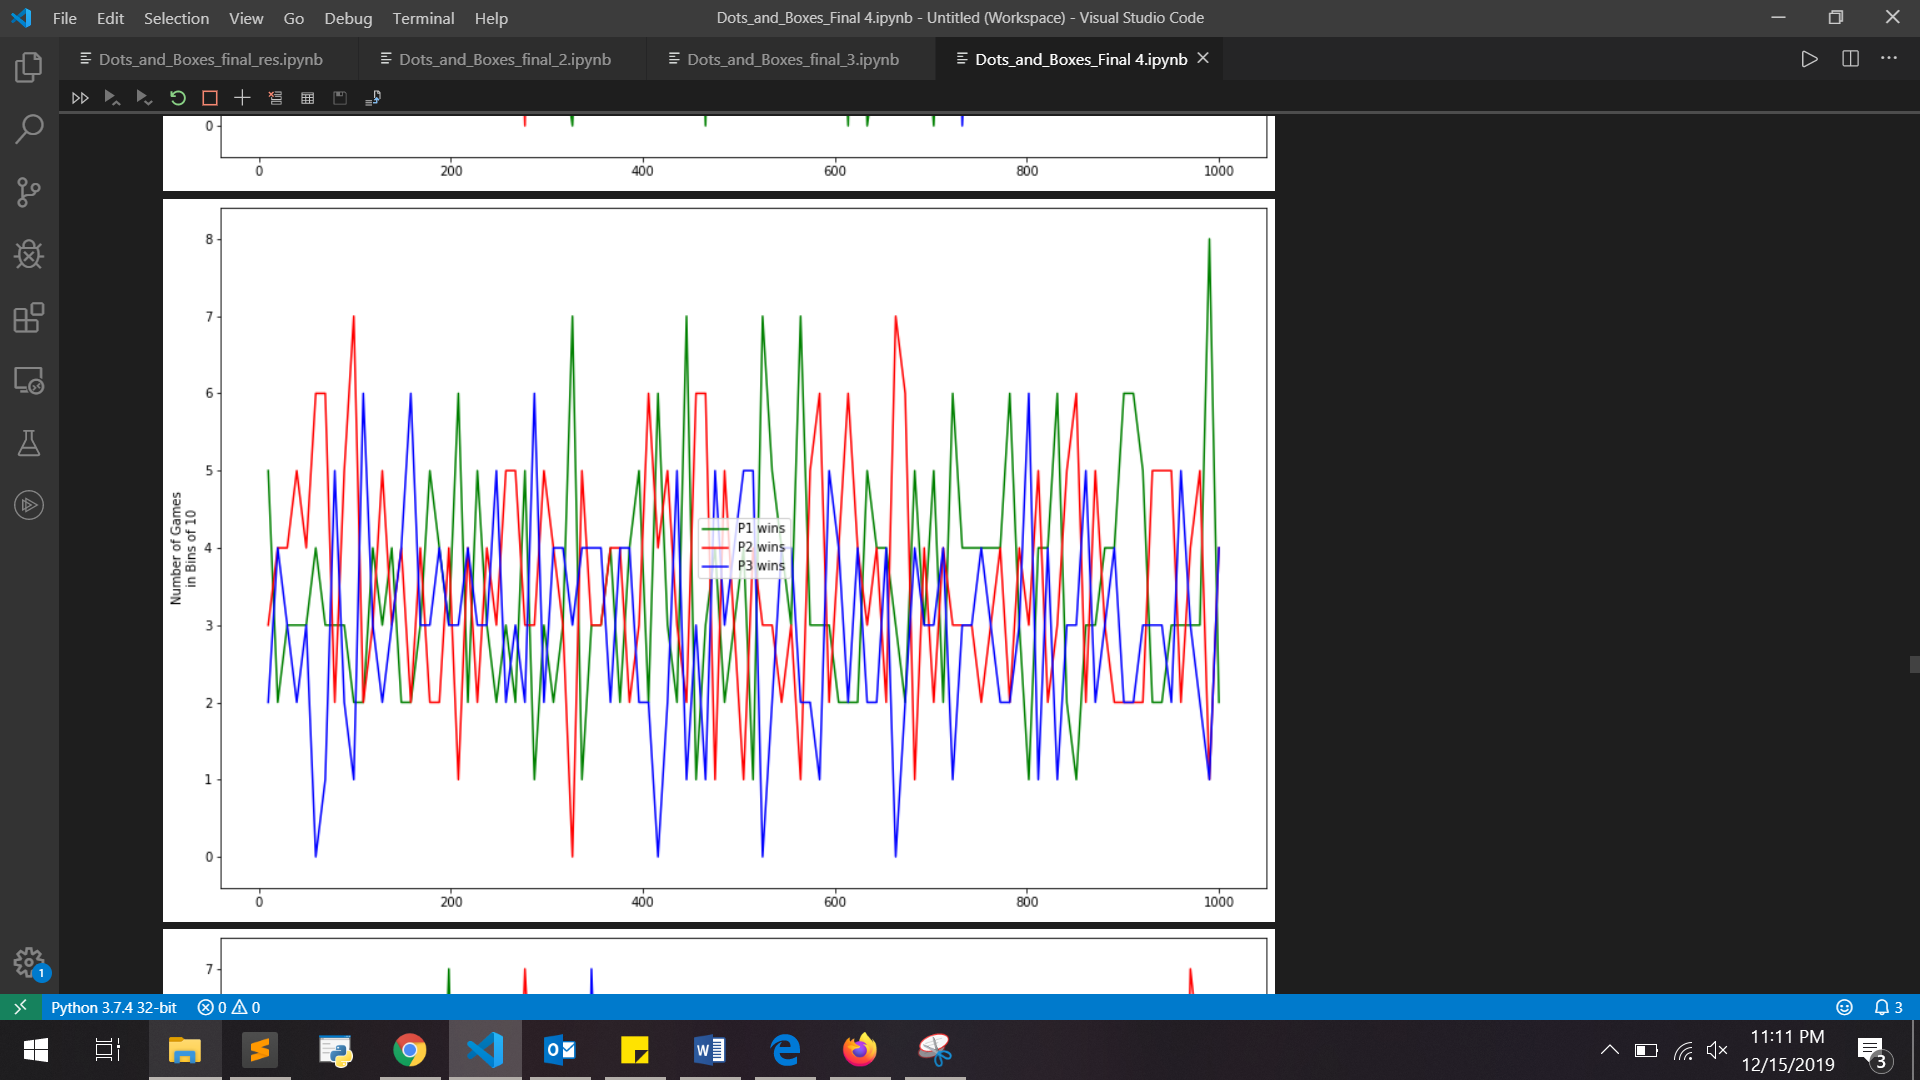 File Edit Selection View Go Debug Terminal Help
Dots_and_Boxes_Final 4.ipynb - Untitled (Workspace) - Visual Studio Code
Dots_and_Boxes_final_res.ipynb
Dots_and_Boxes_final_2.ipynb
Dots_and_Boxes_final_3.ipynb
Dots_and_Boxes_Final 4.ipynb
0
0 200 400 600 800 1000
8
7
6
5
4
3
2
1
0
Number of Games
in Bins of 10
P1 wins
P2 wins
P3 wins
0 200 400 600 800 1000
7
1
Python 3.7.4 32-bit
0 0
3
11:11 PM
12/15/2019
3